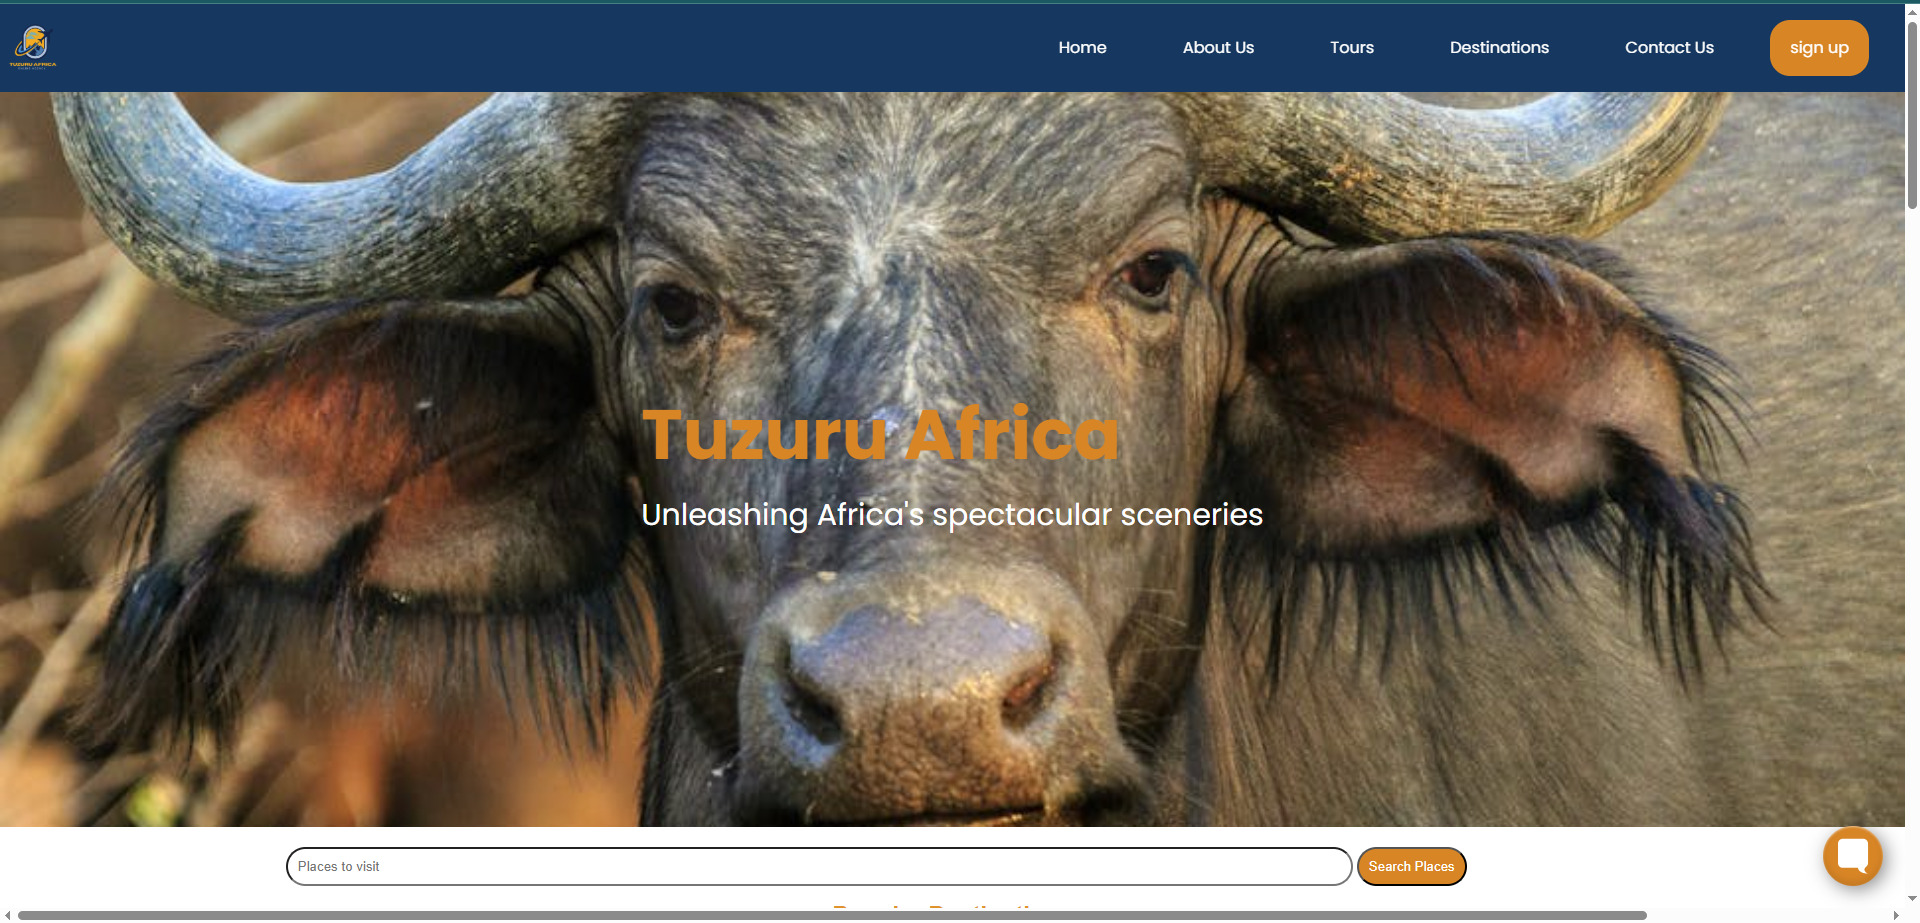 TUZURU AFRICA
Home
About Us
Tours
Destinations
Contact Us
sign up
Tuzuru Africa
Unleashing Africa's spectacular sceneries
Places to visit
Search Places